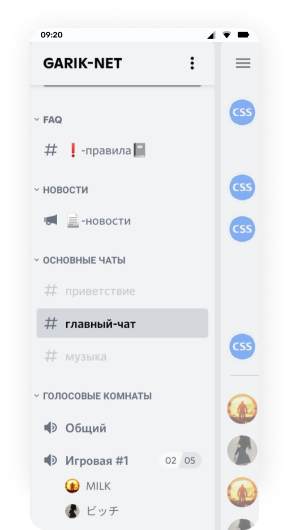 09:20
GARIK-NET
FAQ
# ❗-правила📓
НОВОСТИ
📄-новости
ОСНОВНЫЕ ЧАТЫ
# приветствие
# главный-чат
# музыка
ГОЛОСОВЫЕ КОМНАТЫ
Общий
Игровая #1 02 05
MILK
ビッチ
CSS
CSS
CSS
CSS